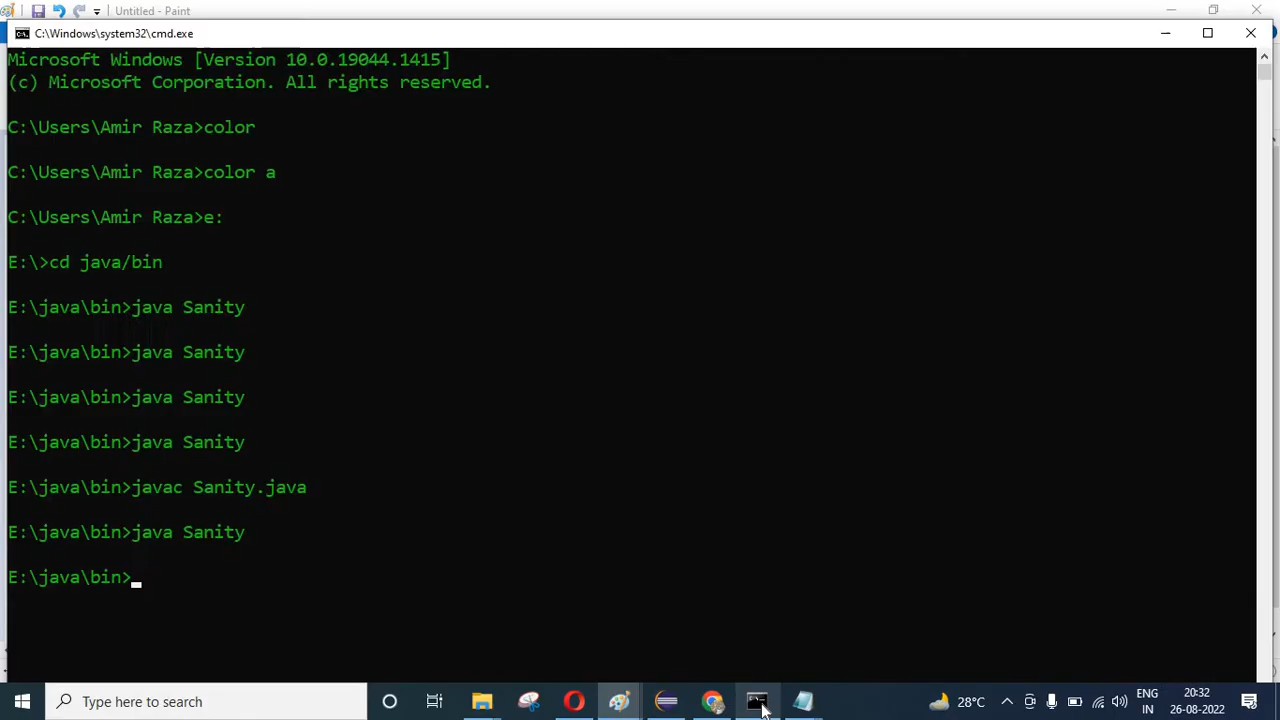 Untitled - Paint
C:\Windows\system32\cmd.exe
Microsoft Windows [Version 10.0.19044.1415]
(c) Microsoft Corporation. All rights reserved.
C:\Users\Amir Raza>color
C:\Users\Amir Raza>color a
C:\Users\Amir Raza>e:
E:\>cd java/bin
E:\java\bin>java Sanity
E:\java\bin>java Sanity
E:\java\bin>java Sanity
E:\java\bin>java Sanity
E:\java\bin>javac Sanity.java
E:\java\bin>java Sanity
E:\java\bin>
Type here to search
28°C
ENG
IN
20:32
26-08-2022